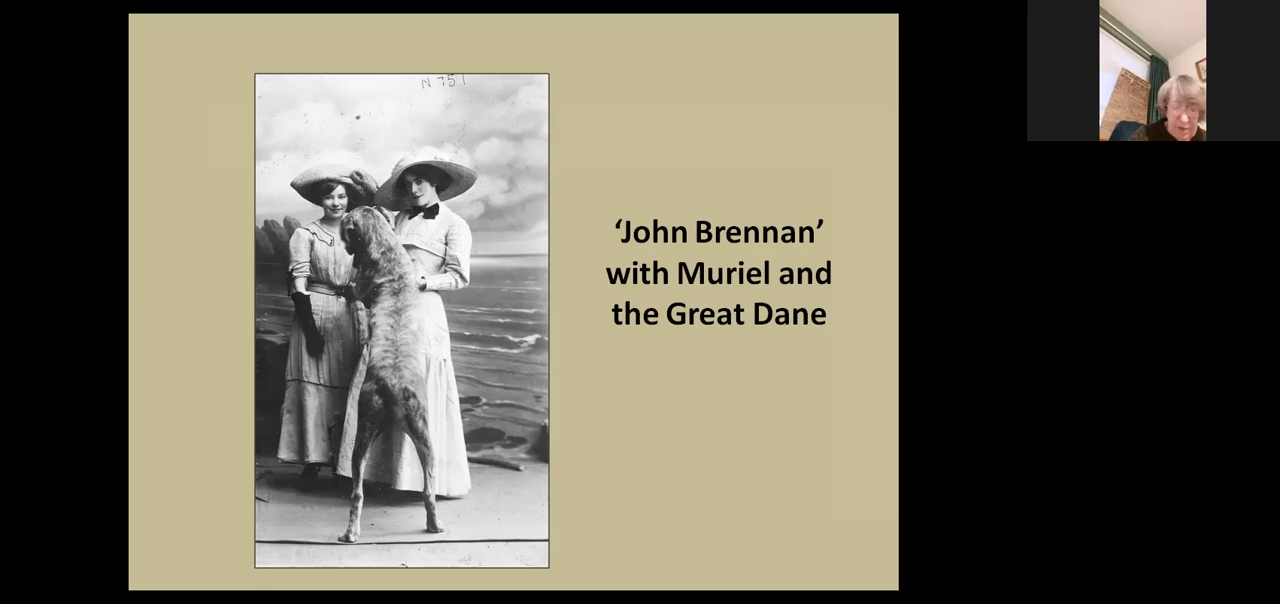 N 751
‘John Brennan’
with Muriel and
the Great Dane